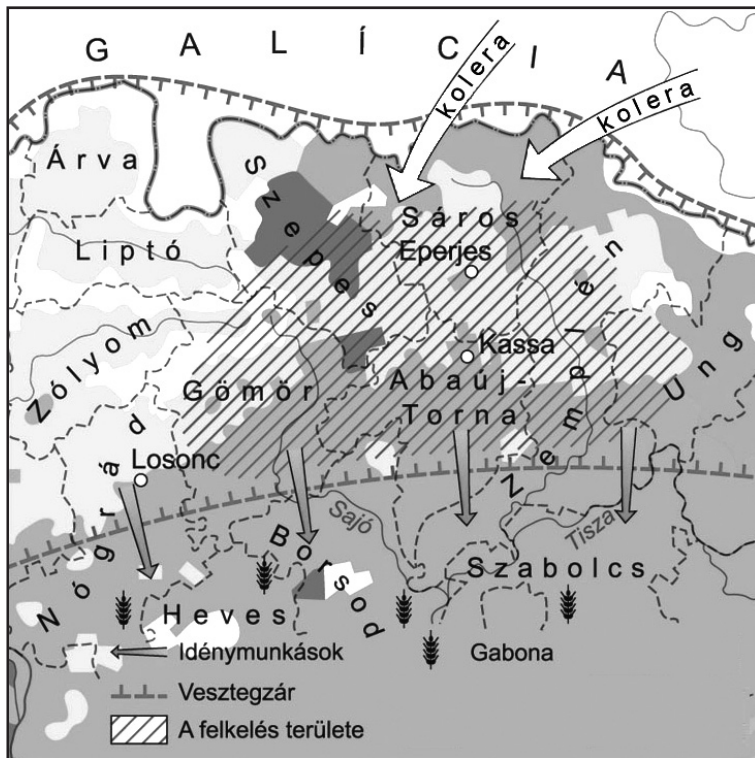 GALÍCIA
kolera
kolera
Árva
Szepes
Sáros
Liptó
Eperjes
Zemplén
Ung
Zólyom
Kassa
Gömör
Abaúj-
Torna
Nógrád
Losonc
Sajó
Tisza
Borsod
Szabolcs
Heves
Idénymunkások
Gabona
Vesztegzár
A felkelés területe